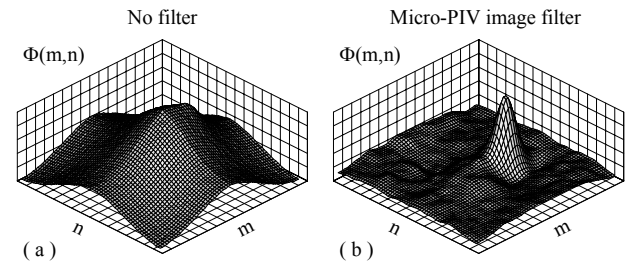 No filter
Micro-PIV image filter
Φ(m,n)
Φ(m,n)
n
m
n
m
( a )
( b )